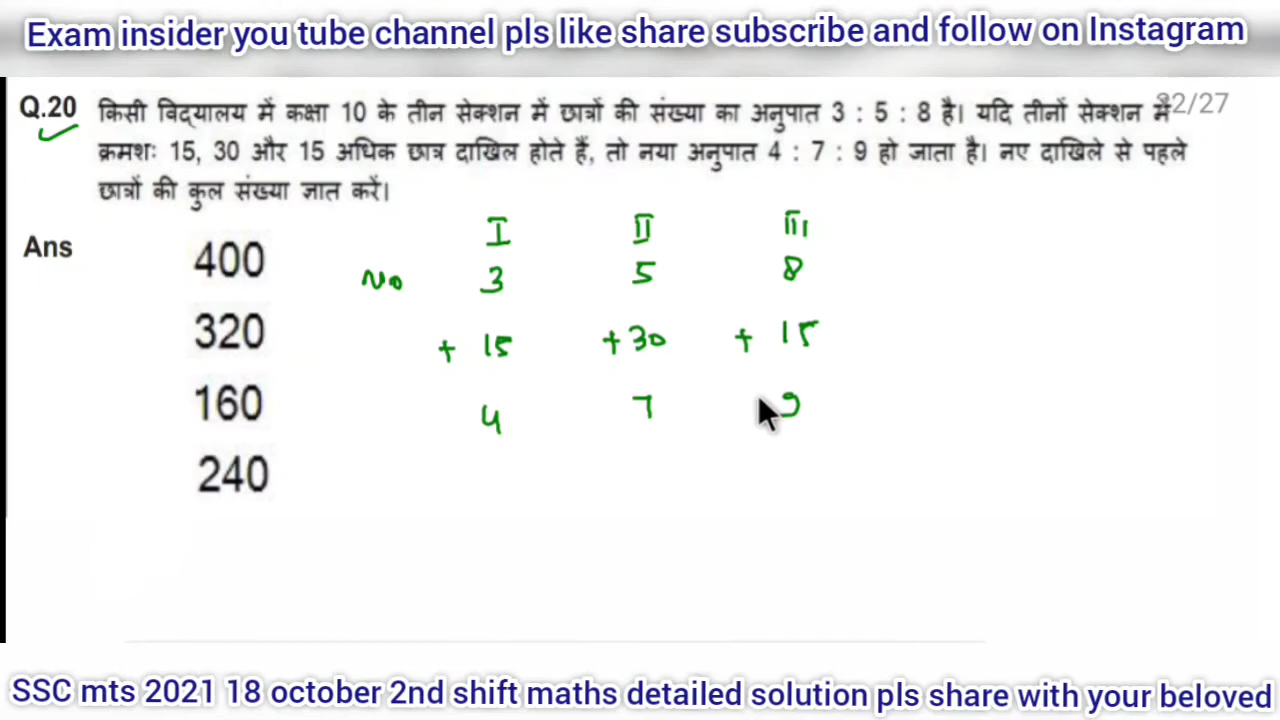 Exam insider you tube channel pls like share subscribe and follow on Instagram
22/27
Q.20 किसी विद्यालय में कक्षा 10 के तीन सेक्शन में छात्रों की संख्या का अनुपात 3 : 5 : 8 है। यदि तीनों सेक्शन में
क्रमशः 15, 30 और 15 अधिक छात्र दाखिल होते हैं, तो नया अनुपात 4 : 7 : 9 हो जाता है। नए दाखिले से पहले
छात्रों की कुल संख्या ज्ञात करें।
I II III
Ans 400
No 3 5 8
320
+ 15 +30 + 15
160
4 7 9
240
SSC mts 2021 18 october 2nd shift maths detailed solution pls share with your beloved